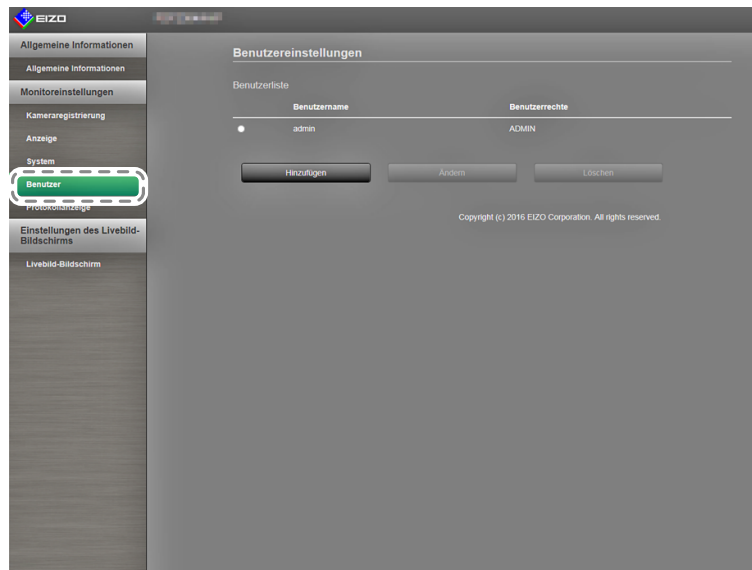 EIZO
Allgemeine Informationen
Allgemeine Informationen
Monitoreinstellungen
Kameraregistrierung
Anzeige
System
Benutzer
Protokollanzeige
Einstellungen des Livebild-
Bildschirms
Livebild-Bildschirm
Benutzereinstellungen
Benutzerliste
Benutzername Benutzerrechte
admin ADMIN
Hinzufügen Ändern Löschen
Copyright (c) 2016 EIZO Corporation. All rights reserved.